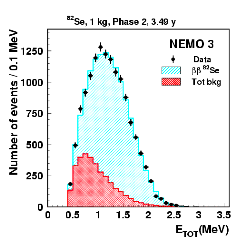 ⁸²Se, 1 kg, Phase 2, 3.49 y
Number of events / 0.1 MeV
1250
1000
750
500
250
0
NEMO 3
Data
ββ ⁸²Se
Tot bkg
0 0.5 1 1.5 2 2.5 3 3.5
E_TOT(MeV)